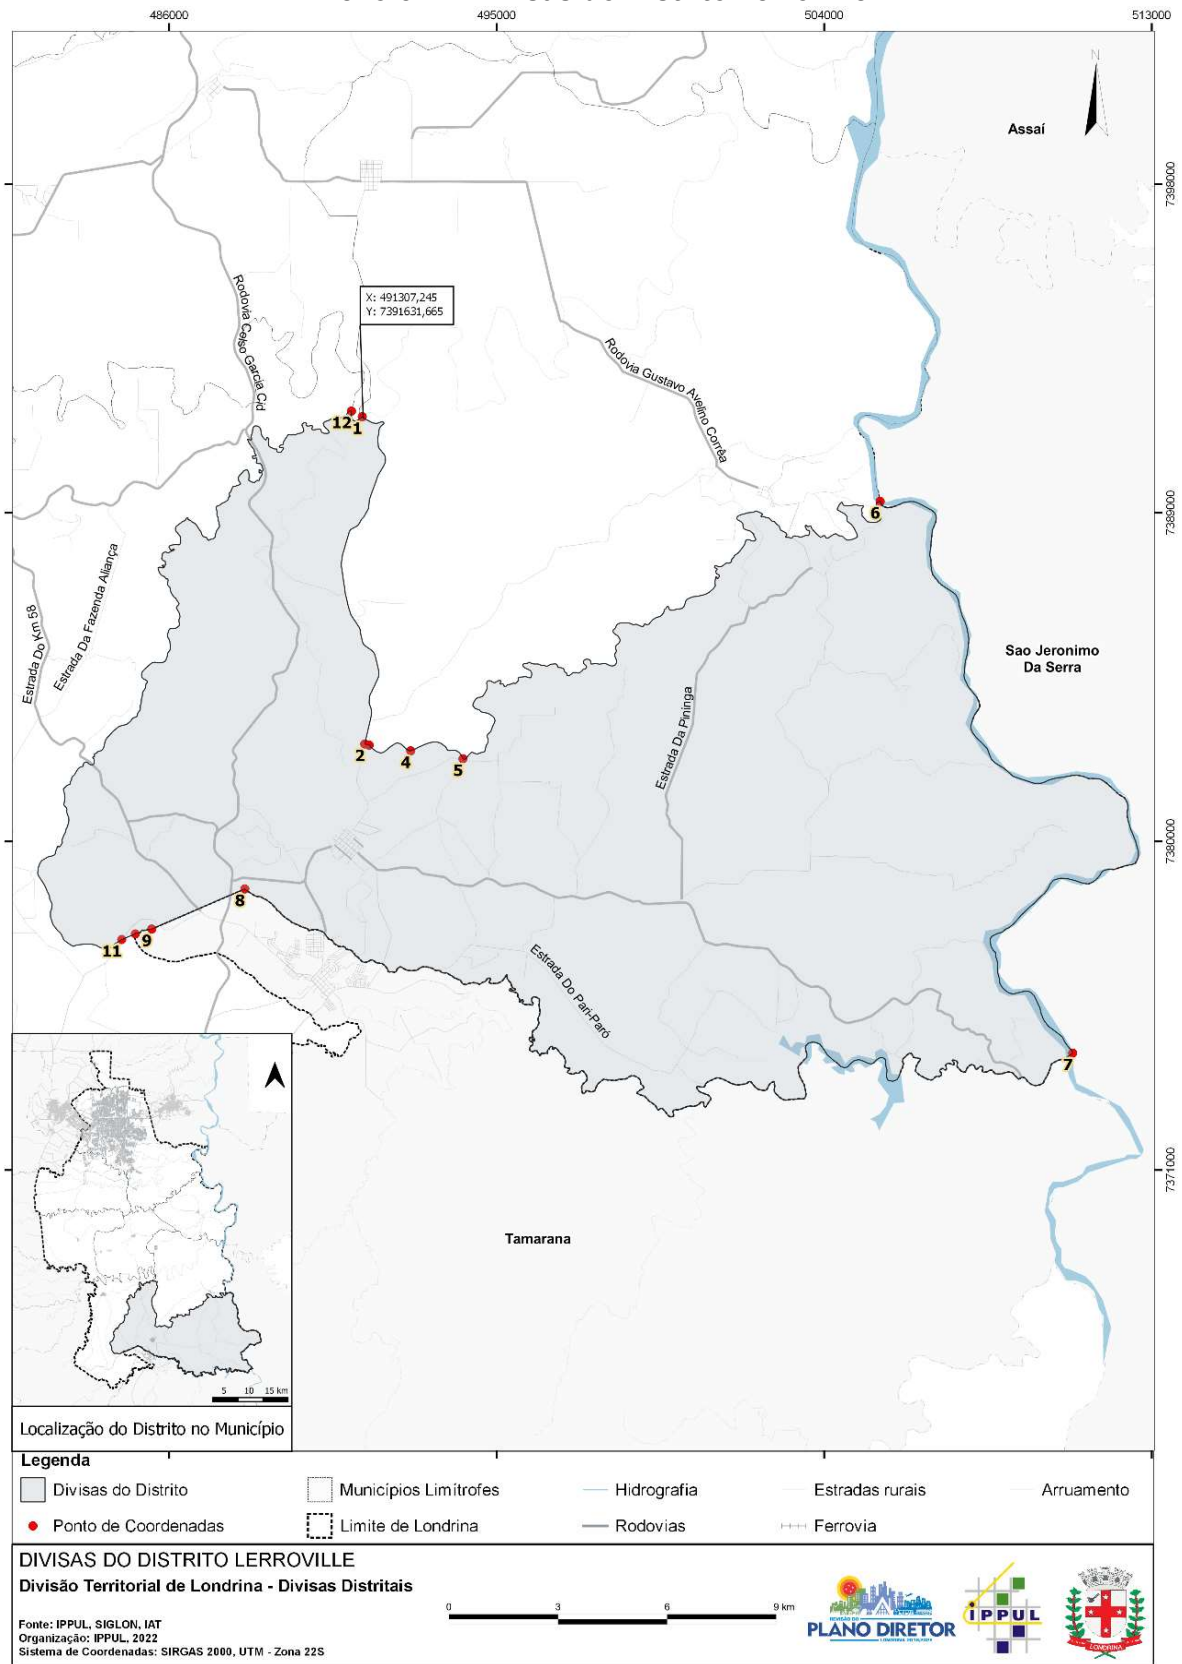 486000
495000
504000
513000
N
Assaí
7398000
X: 491307,245
Y: 7391631,665
Rodovia Celso Garcia Cid
Rodovia Gustavo Avelino Corrêa
12
1
6
7389000
Estrada Do Km 58
Estrada Da Fazenda Aliança
Sao Jeronimo
Da Serra
Estrada Da Pininga
2
4
5
7380000
8
9
11
Estrada Do Pari-Paró
7
7371000
Tamarana
5 10 15 km
Localização do Distrito no Município
Legenda
Divisas do Distrito
Municípios Limítrofes
Hidrografia
Estradas rurais
Arruamento
Ponto de Coordenadas
Limite de Londrina
Rodovias
Ferrovia
DIVISAS DO DISTRITO LERROVILLE
Divisão Territorial de Londrina - Divisas Distritais
Fonte: IPPUL, SIGLON, IAT
Organização: IPPUL, 2022
Sistema de Coordenadas: SIRGAS 2000, UTM - Zona 22S
0 3 6 9 km
PLANO DIRETOR
IPPUL
LONDRINA